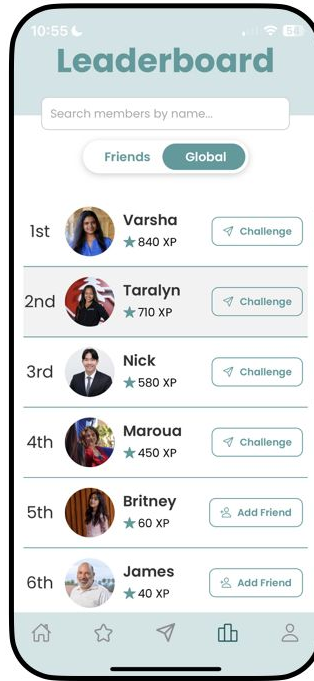 10:55
Leaderboard
Search members by name...
Friends Global
1st Varsha
840 XP
Challenge
2nd Taralyn
710 XP
Challenge
3rd Nick
580 XP
Challenge
4th Maroua
450 XP
Challenge
5th Britney
60 XP
Add Friend
6th James
40 XP
Add Friend